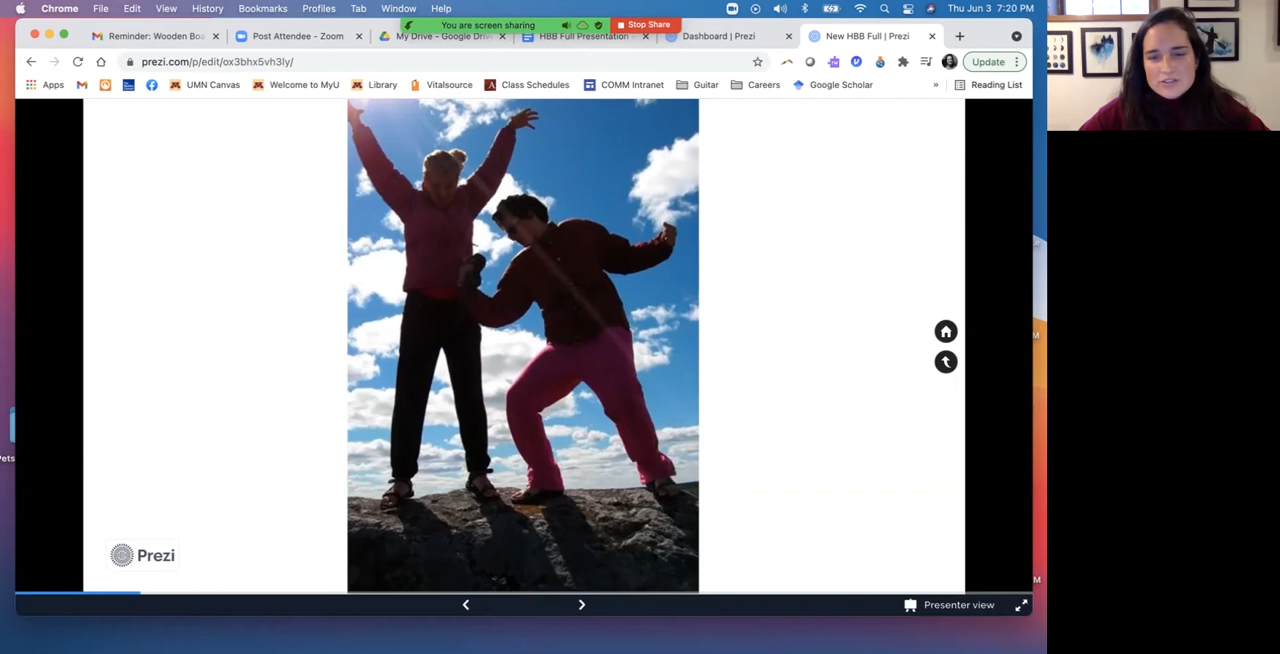 Chrome File Edit View History Bookmarks Profiles Tab Window Help Thu Jun 3 7:20 PM
You are screen sharing Stop Share
Reminder: Wooden Boa Post Attendee - Zoom My Drive - Google Driv HBB Full Presentation - Dashboard | Prezi New HBB Full | Prezi
prezi.com/p/edit/ox3bhx5vh3ly/ Update
Apps UMN Canvas Welcome to MyU Library Vitalsource Class Schedules COMM Intranet Guitar Careers Google Scholar » Reading List
Prezi
Presenter view